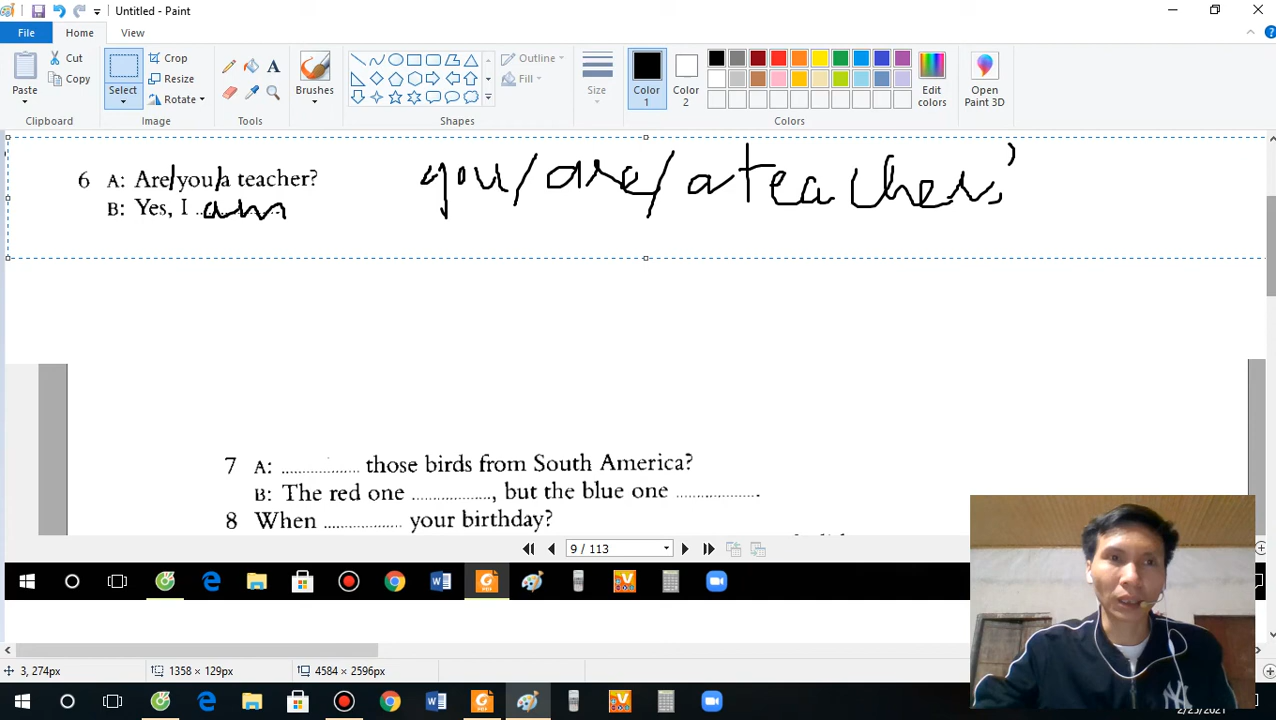 Untitled - Paint
File Home View
Paste Cut Copy Clipboard
Select Crop Resize Rotate Image
Tools
Brushes
Shapes Outline Fill
Size
Color 1 Color 2 Edit colors Colors
Open Paint 3D
6 A: Are/you/a teacher? you/are/a teacher?
B: Yes, I am
7 A: .................. those birds from South America?
B: The red one .................., but the blue one ...................
8 When .................. your birthday?
9 / 113
3, 274px 1358 × 129px 4584 × 2596px